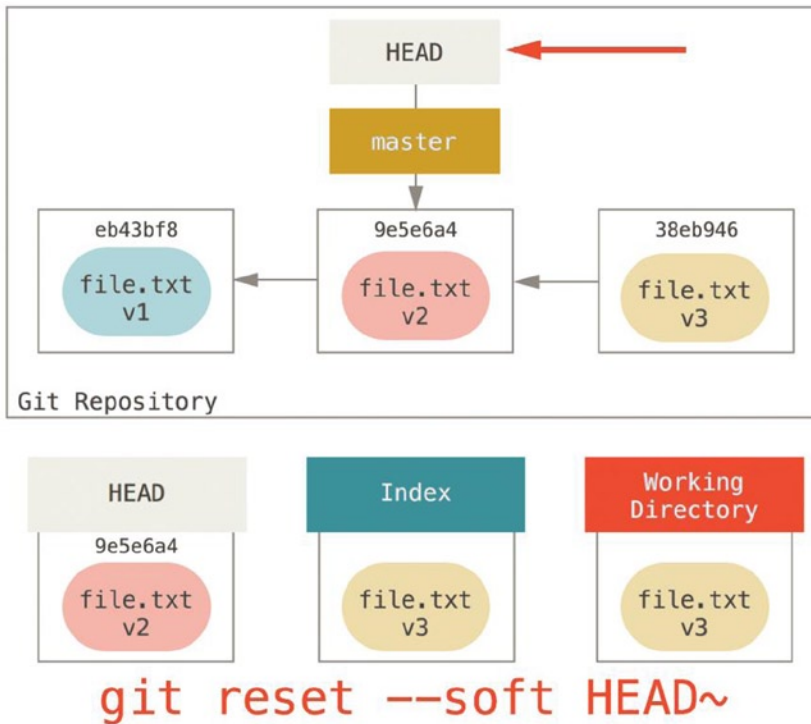 HEAD
master
eb43bf8
9e5e6a4
38eb946
file.txt
v1
file.txt
v2
file.txt
v3
Git Repository
HEAD
Index
Working
Directory
9e5e6a4
file.txt
v2
file.txt
v3
file.txt
v3
git reset --soft HEAD~